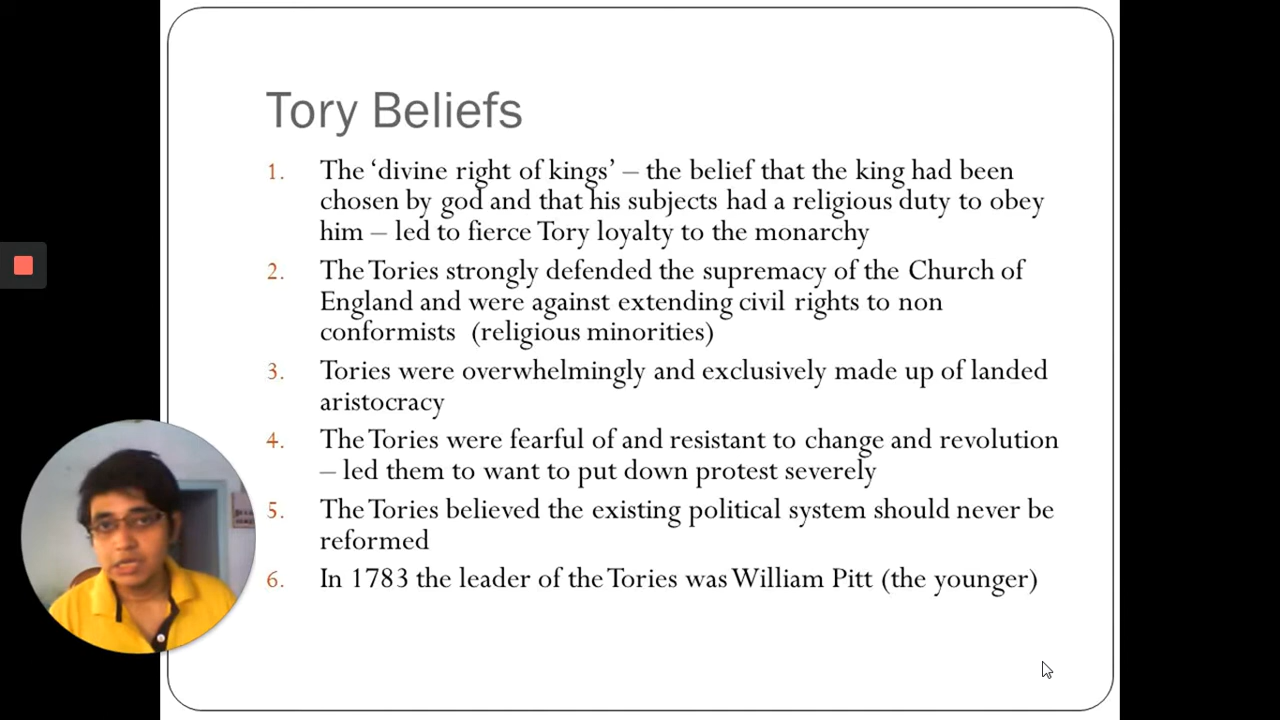 Tory Beliefs
1. The ‘divine right of kings’ – the belief that the king had been
chosen by god and that his subjects had a religious duty to obey
him – led to fierce Tory loyalty to the monarchy
2. The Tories strongly defended the supremacy of the Church of
England and were against extending civil rights to non
conformists (religious minorities)
3. Tories were overwhelmingly and exclusively made up of landed
aristocracy
4. The Tories were fearful of and resistant to change and revolution
– led them to want to put down protest severely
5. The Tories believed the existing political system should never be
reformed
6. In 1783 the leader of the Tories was William Pitt (the younger)